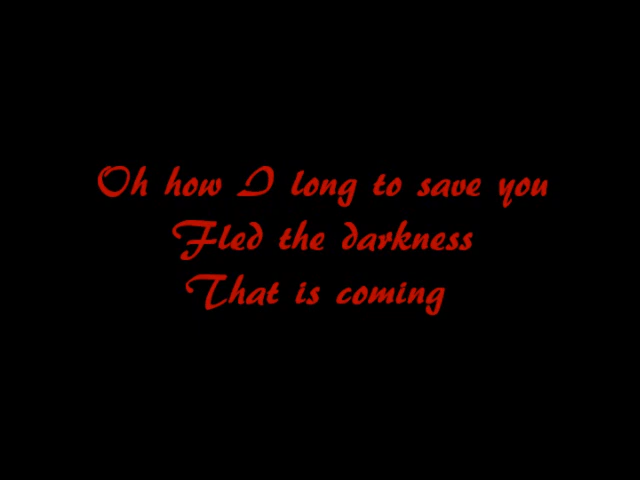 Oh how I long to save you
Fled the darkness
That is coming